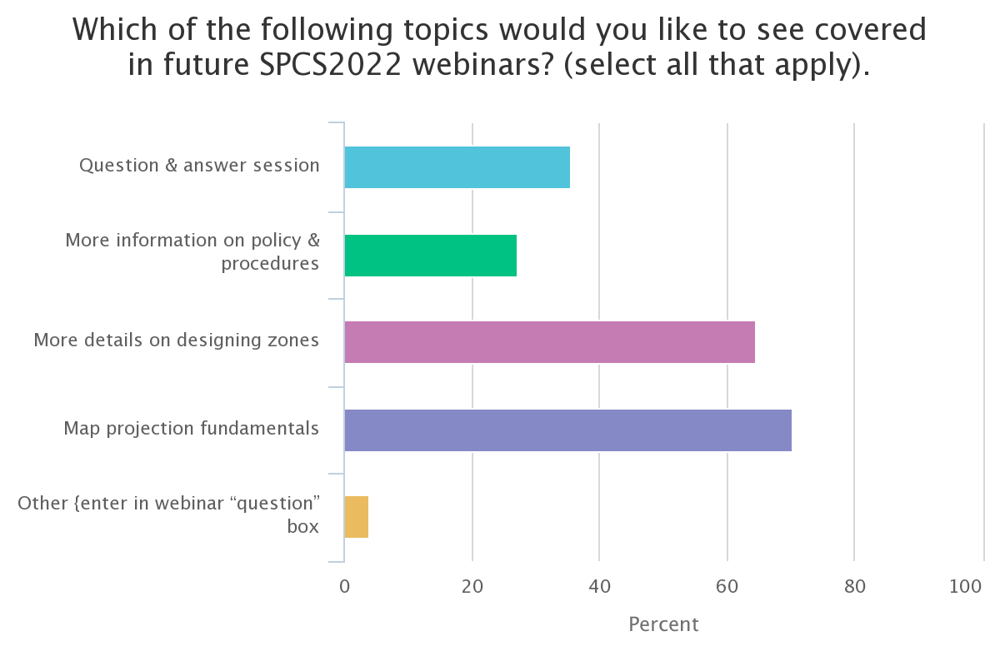 Which of the following topics would you like to see covered
in future SPCS2022 webinars? (select all that apply).
Question & answer session
More information on policy &
procedures
More details on designing zones
Map projection fundamentals
Other {enter in webinar “question”
box
0 20 40 60 80 100
Percent